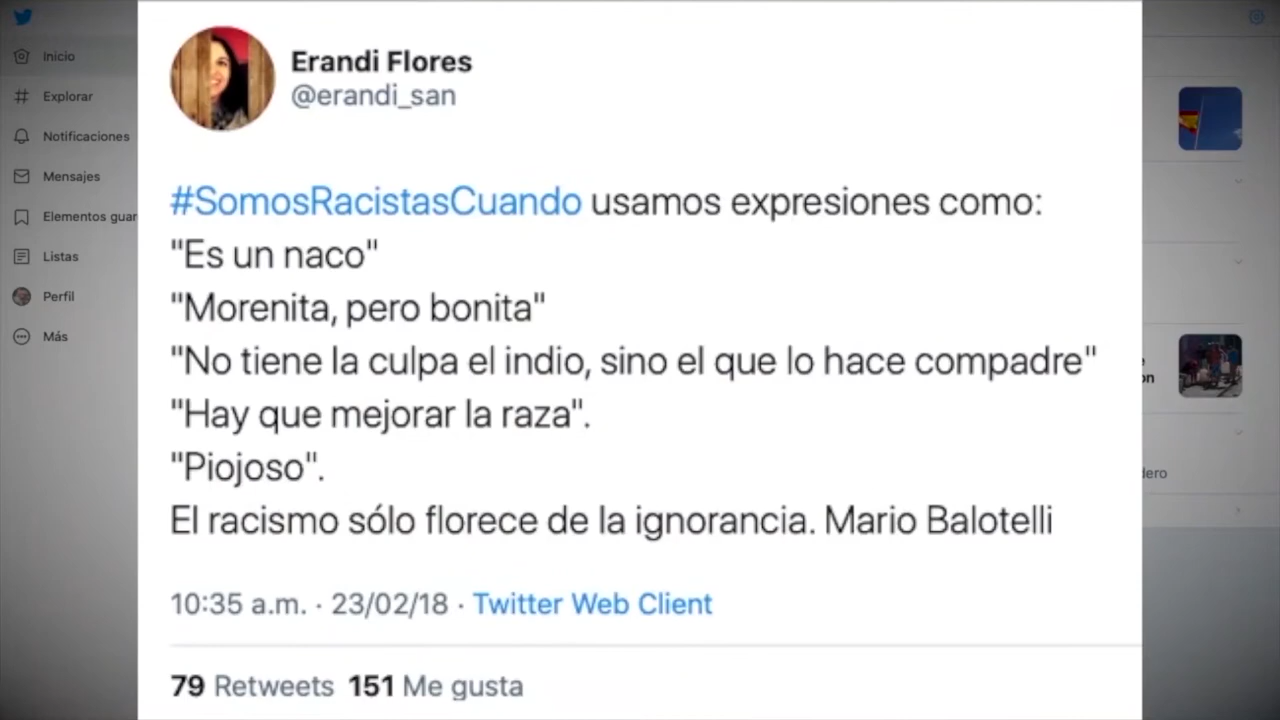 Inicio
Explorar
Notificaciones
Mensajes
Elementos guar
Listas
Perfil
Más
Erandi Flores
@erandi_san
#SomosRacistasCuando usamos expresiones como:
"Es un naco"
"Morenita, pero bonita"
"No tiene la culpa el indio, sino el que lo hace compadre"
"Hay que mejorar la raza".
"Piojoso".
El racismo sólo florece de la ignorancia. Mario Balotelli
10:35 a.m. · 23/02/18 · Twitter Web Client
79 Retweets 151 Me gusta